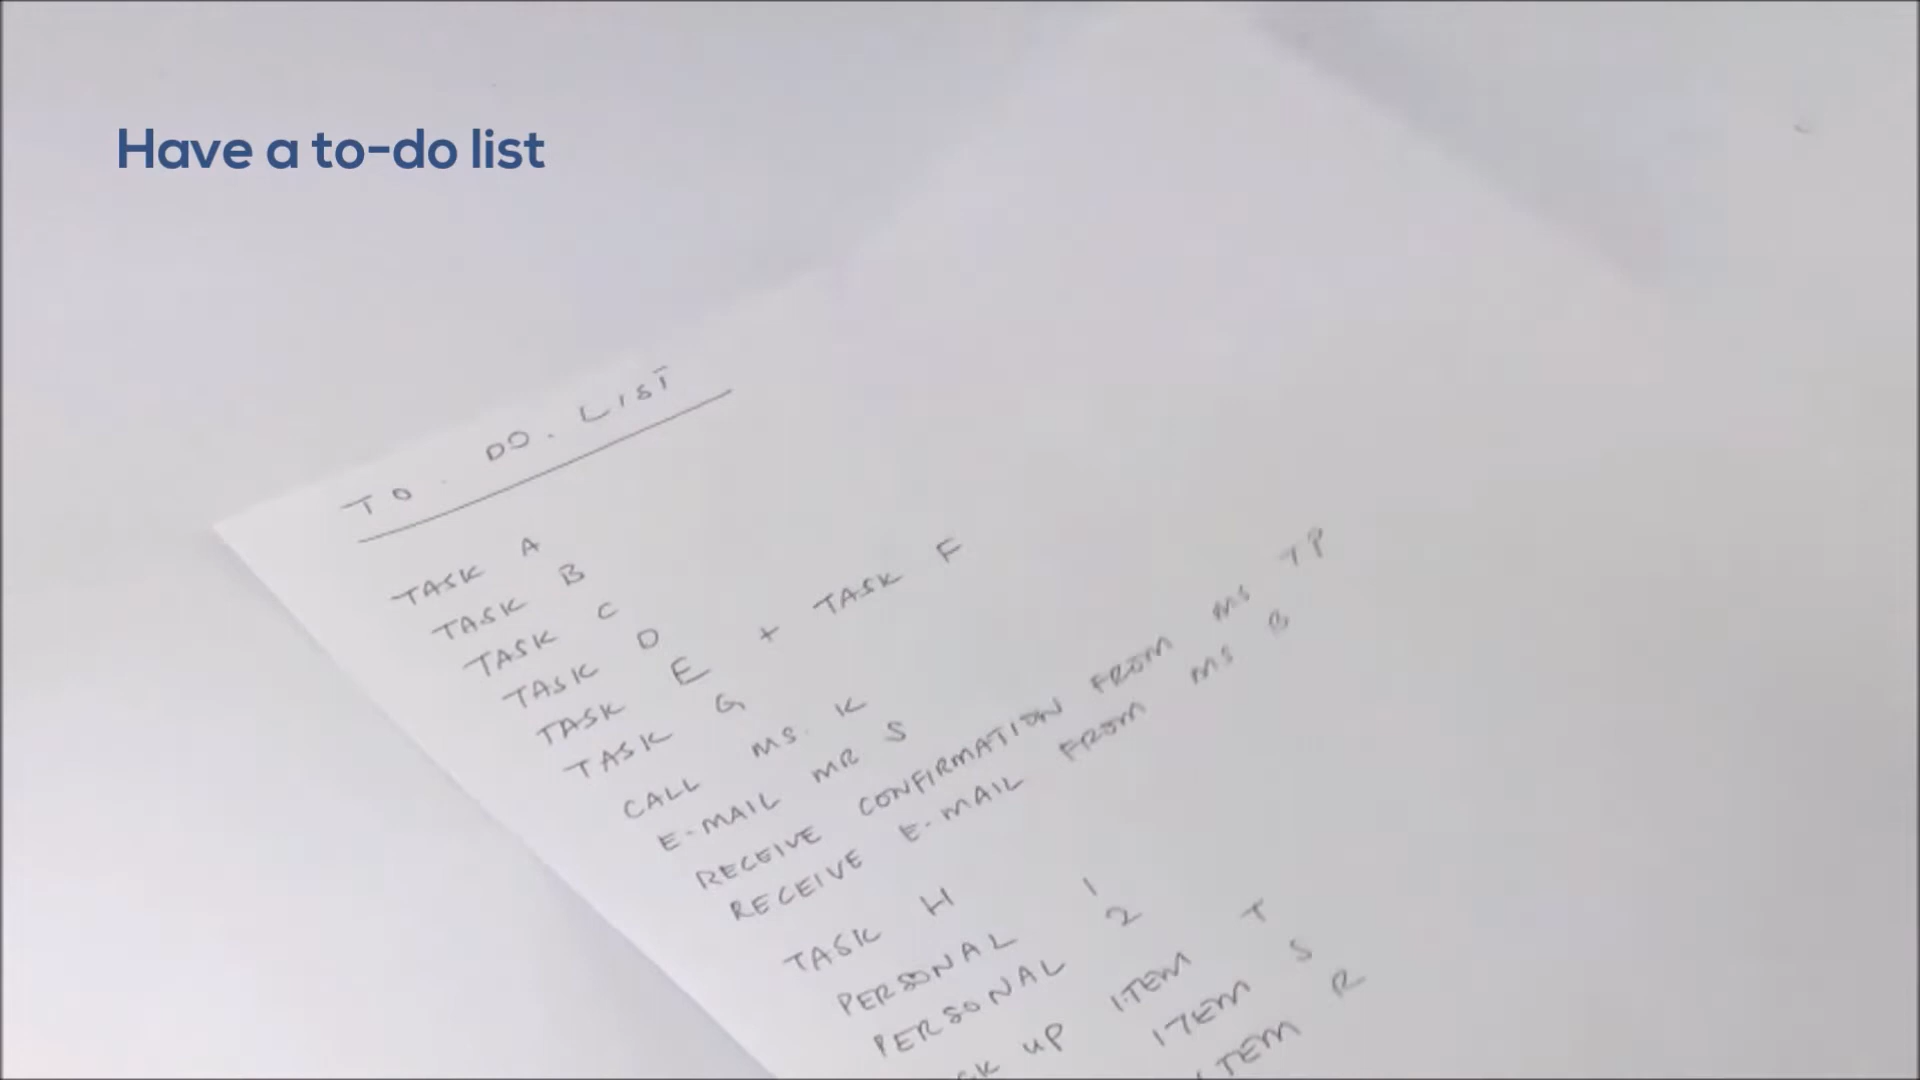 Have a to-do list
TO. DO. LIST
TASK A
TASK B
TASK C
TASK D
TASK E + TASK F
TASK G
CALL MS. K
E-MAIL MR S
RECEIVE CONFIRMATION FROM MS TP
RECEIVE E-MAIL FROM MS B
TASK H
PERSONAL 1
PERSONAL 2
UP ITEM T
ITEM S
ITEM R